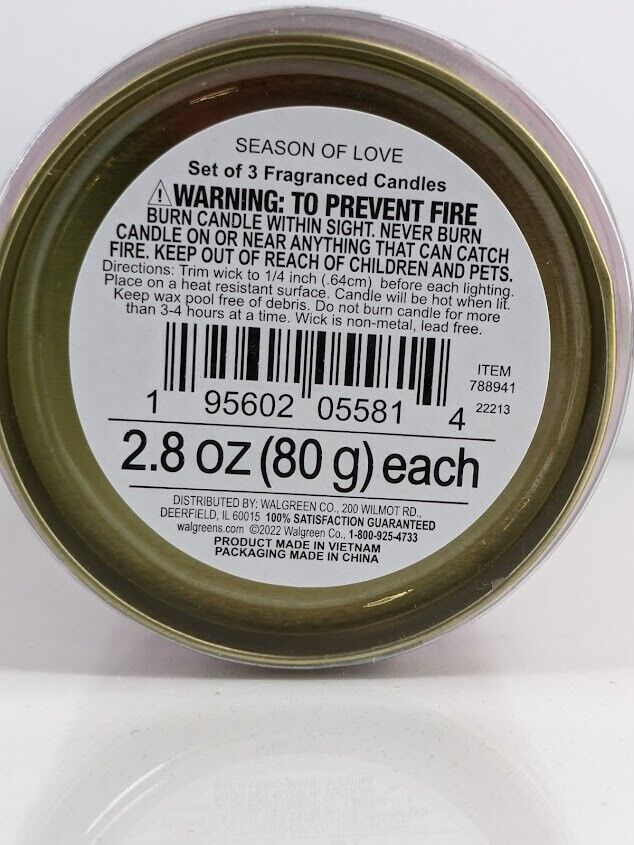 SEASON OF LOVE
Set of 3 Fragranced Candles
WARNING: TO PREVENT FIRE
BURN CANDLE WITHIN SIGHT. NEVER BURN
CANDLE ON OR NEAR ANYTHING THAT CAN CATCH
FIRE. KEEP OUT OF REACH OF CHILDREN AND PETS.
Directions: Trim wick to 1/4 inch (.64cm) before each lighting.
Place on a heat resistant surface. Candle will be hot when lit.
Keep wax pool free of debris. Do not burn candle for more
than 3-4 hours at a time. Wick is non-metal, lead free.
ITEM
788941
22213
1 95602 05581 4
2.8 oz (80 g) each
DISTRIBUTED BY: WALGREEN CO., 200 WILMOT RD.,
DEERFIELD, IL 60015 100% SATISFACTION GUARANTEED
walgreens.com ©2022 Walgreen Co., 1-800-925-4733
PRODUCT MADE IN VIETNAM
PACKAGING MADE IN CHINA